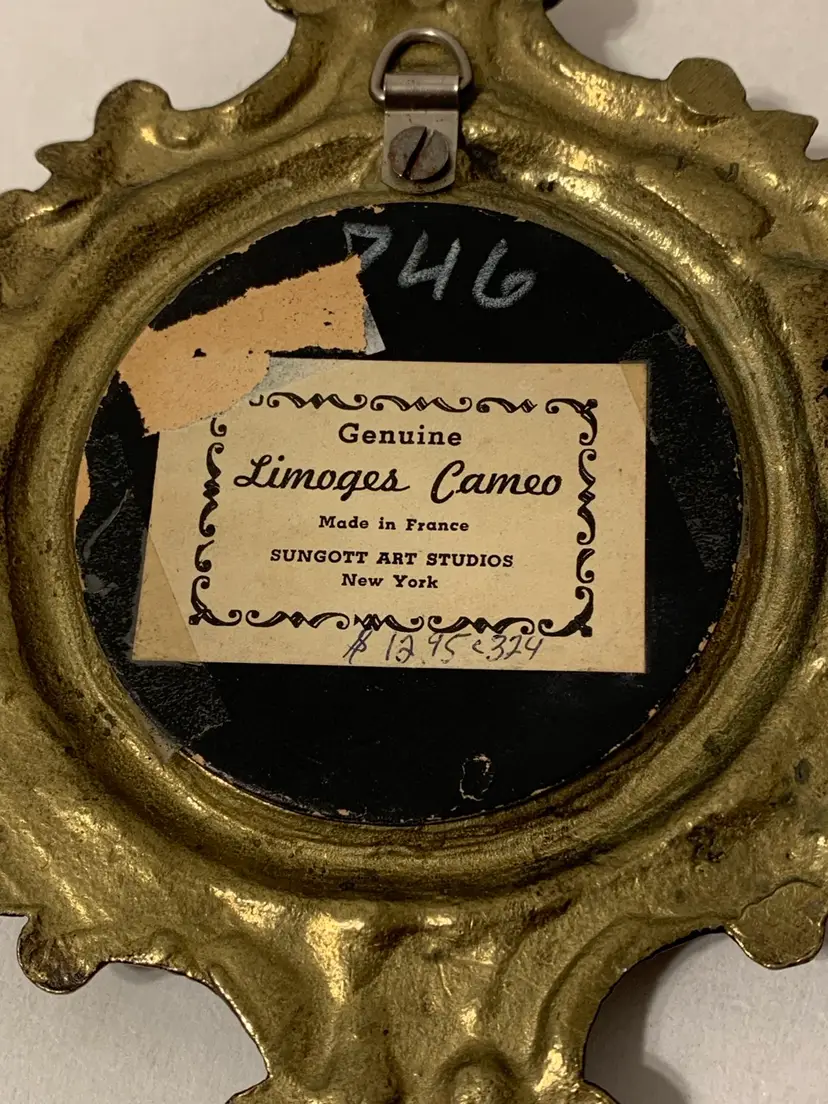 746
Genuine
Limoges Cameo
Made in France
SUNGOTT ART STUDIOS
New York
$ 12.95 c324